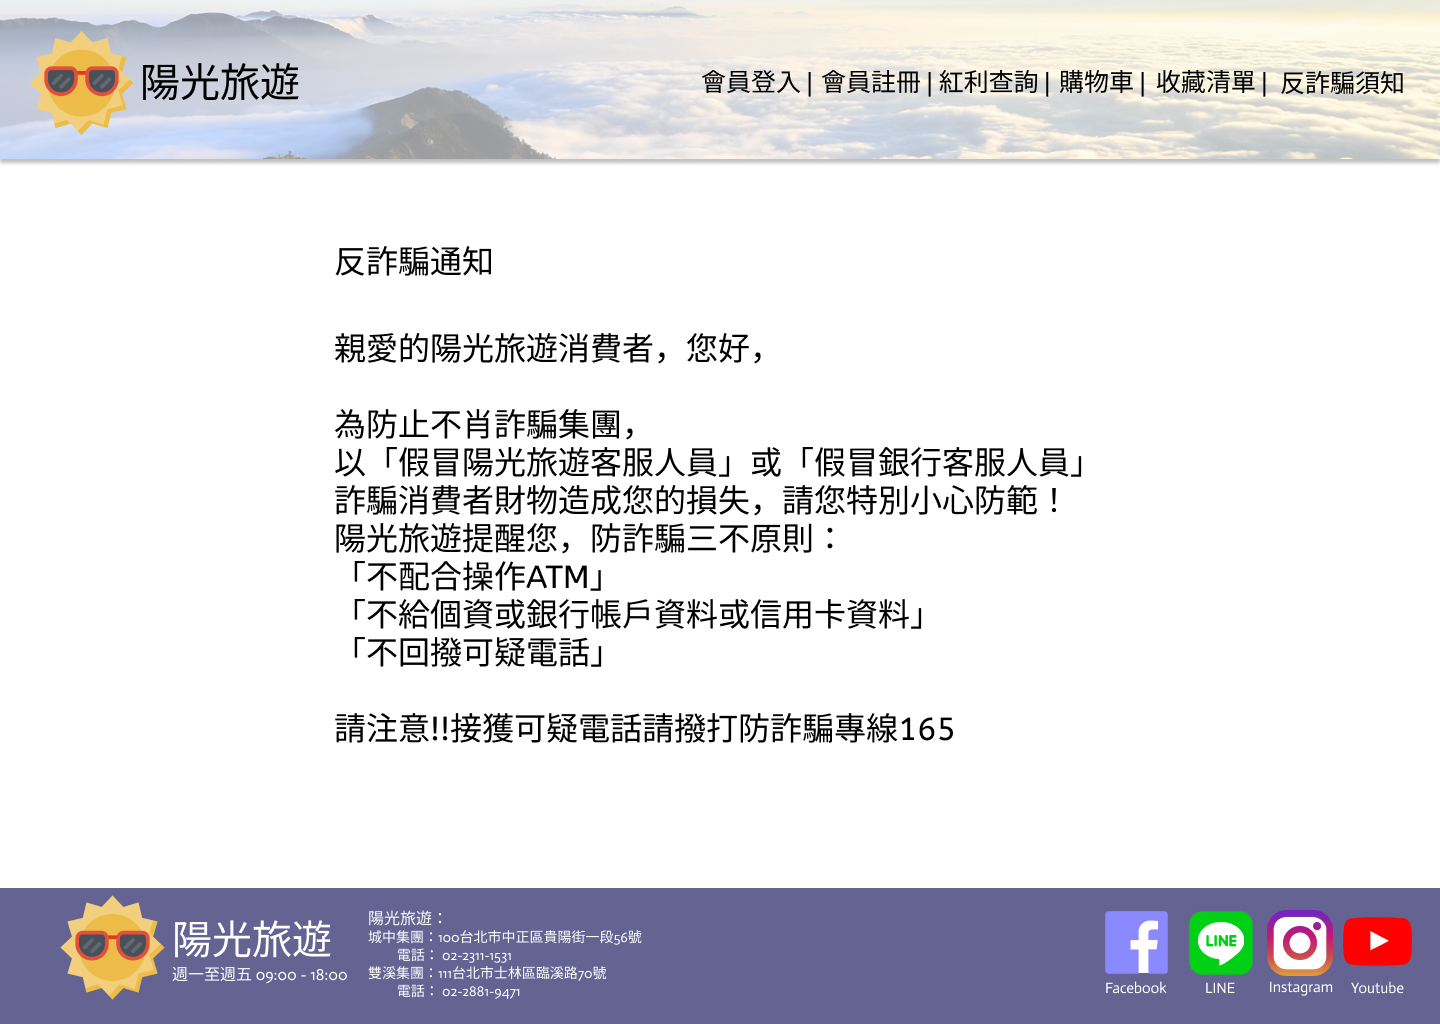 陽光旅遊
會員登入 | 會員註冊 | 紅利查詢 | 購物車 | 收藏清單 | 反詐騙須知
反詐騙通知
親愛的陽光旅遊消費者，您好，
為防止不肖詐騙集團，
以「假冒陽光旅遊客服人員」或「假冒銀行客服人員」
詐騙消費者財物造成您的損失，請您特別小心防範！
陽光旅遊提醒您，防詐騙三不原則：
「不配合操作ATM」
「不給個資或銀行帳戶資料或信用卡資料」
「不回撥可疑電話」
請注意!!接獲可疑電話請撥打防詐騙專線165
陽光旅遊
週一至週五 09:00 - 18:00
陽光旅遊：
城中集團：100台北市中正區貴陽街一段56號
電話： 02-2311-1531
雙溪集團：111台北市士林區臨溪路70號
電話： 02-2881-9471
LINE
Facebook
LINE
Instagram
Youtube